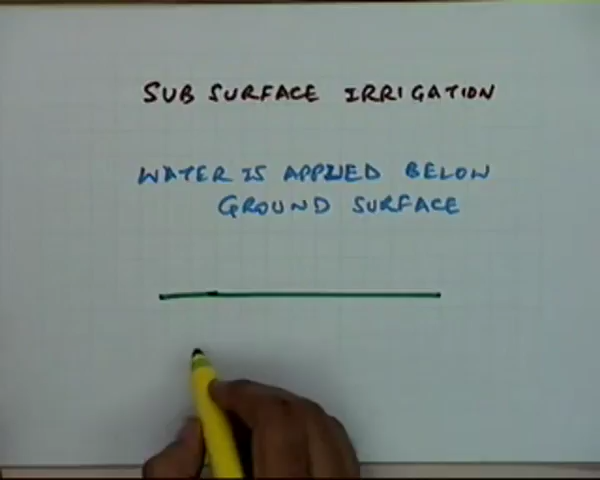 SUB SURFACE IRRIGATION
WATER IS APPLIED BELOW
GROUND SURFACE